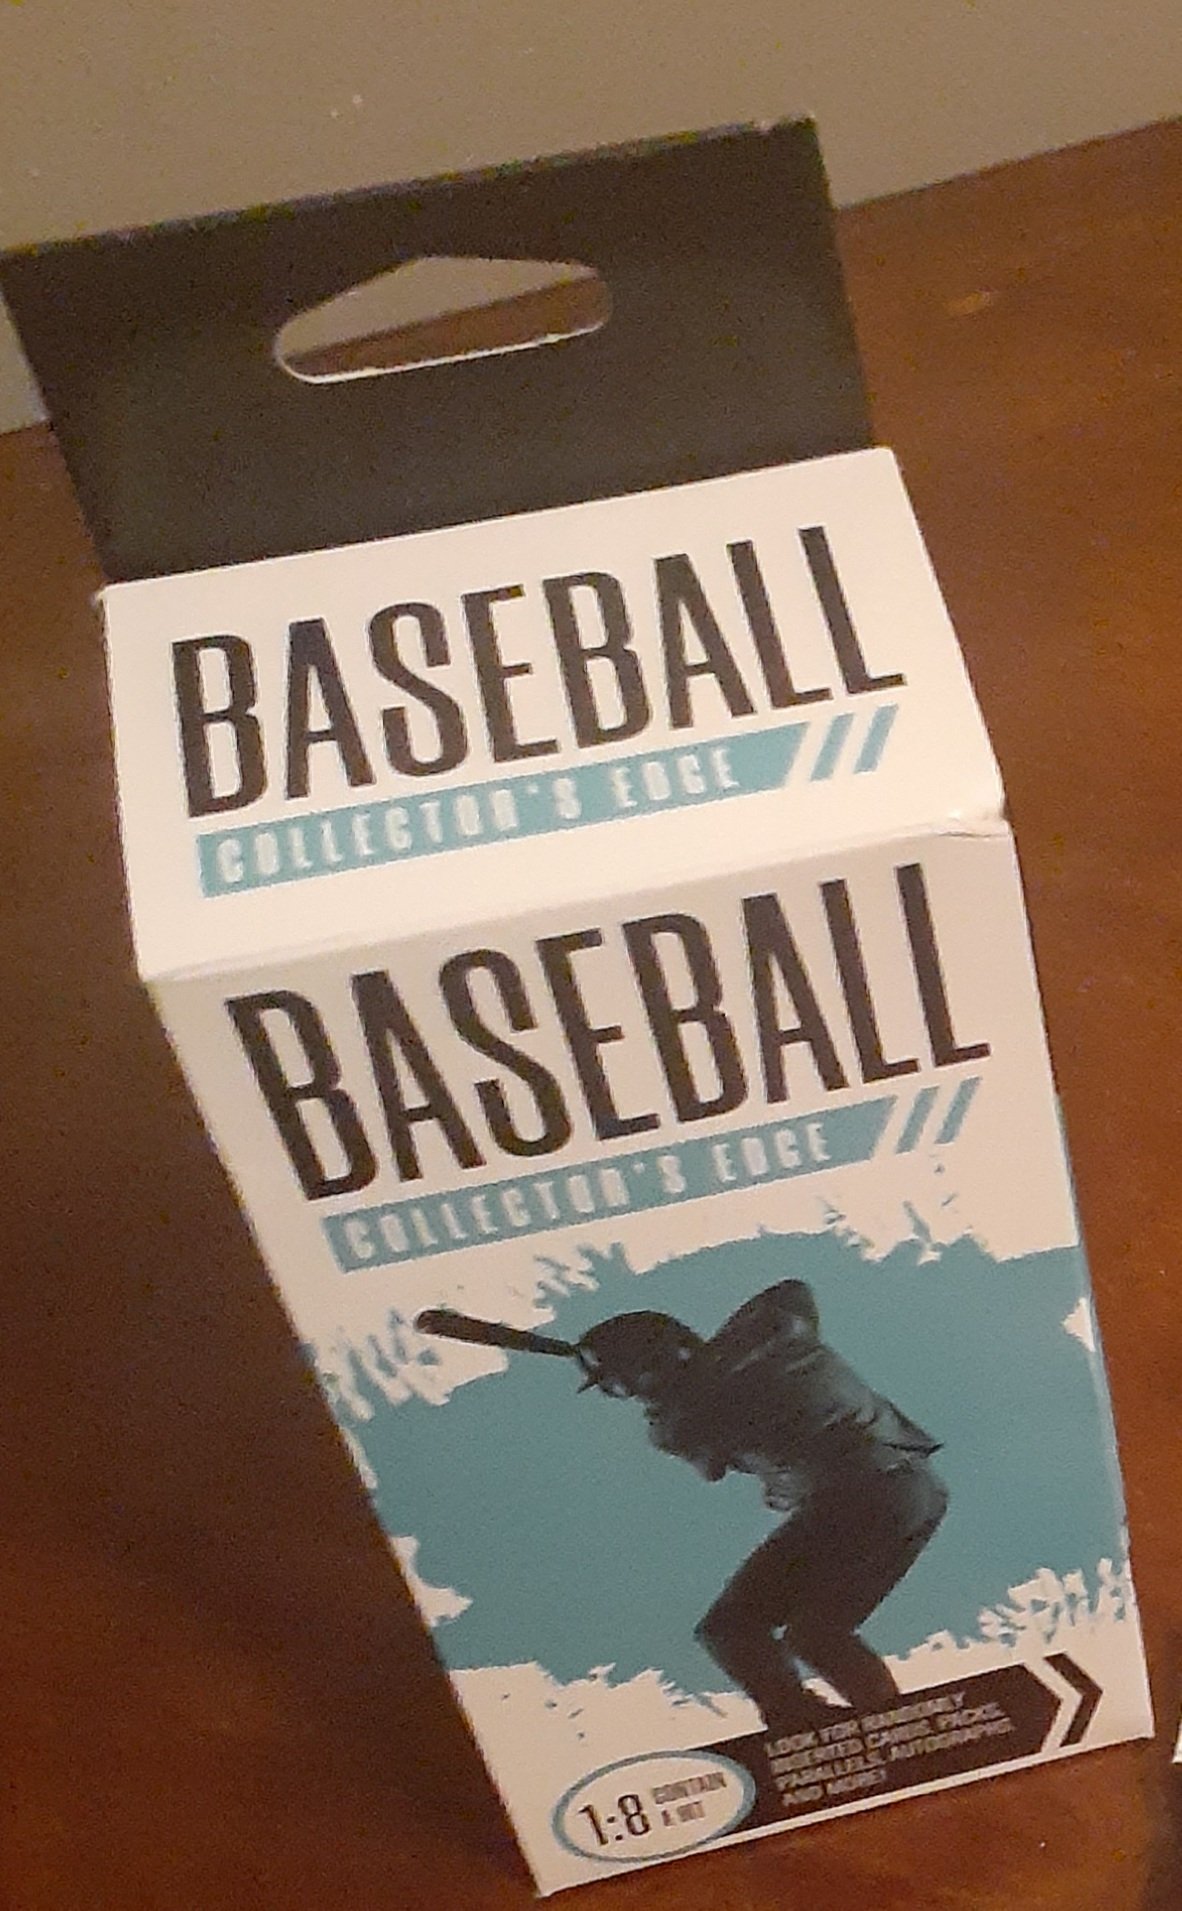 BASEBALL
COLLECTOR'S EDGE
BASEBALL
COLLECTOR'S EDGE
LOOK FOR RANDOMLY
INSERTED CARDS, PACKS,
PARALLELS, AUTOGRAPHS,
AND MORE!
1:8 CONTAIN
A HIT